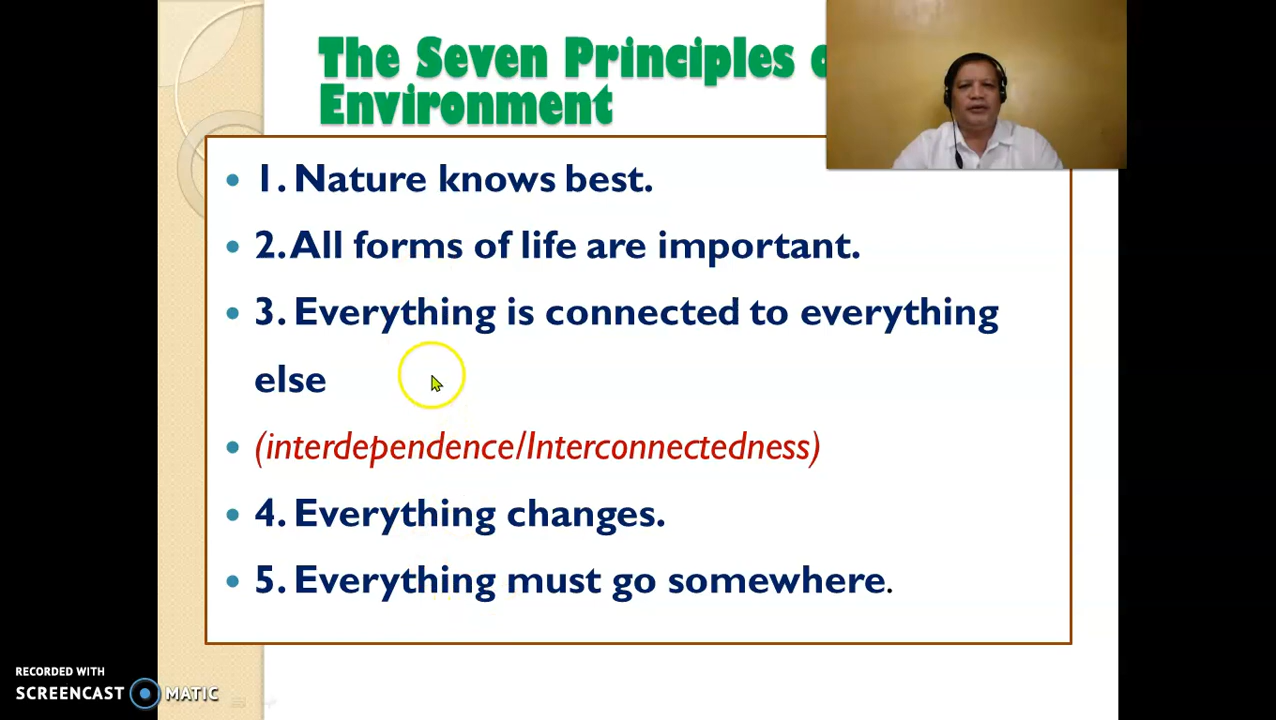 The Seven Principles
Environment
• 1. Nature knows best.
• 2. All forms of life are important.
• 3. Everything is connected to everything
else
• (interdependence/Interconnectedness)
• 4. Everything changes.
• 5. Everything must go somewhere.
RECORDED WITH
SCREENCAST MATIC